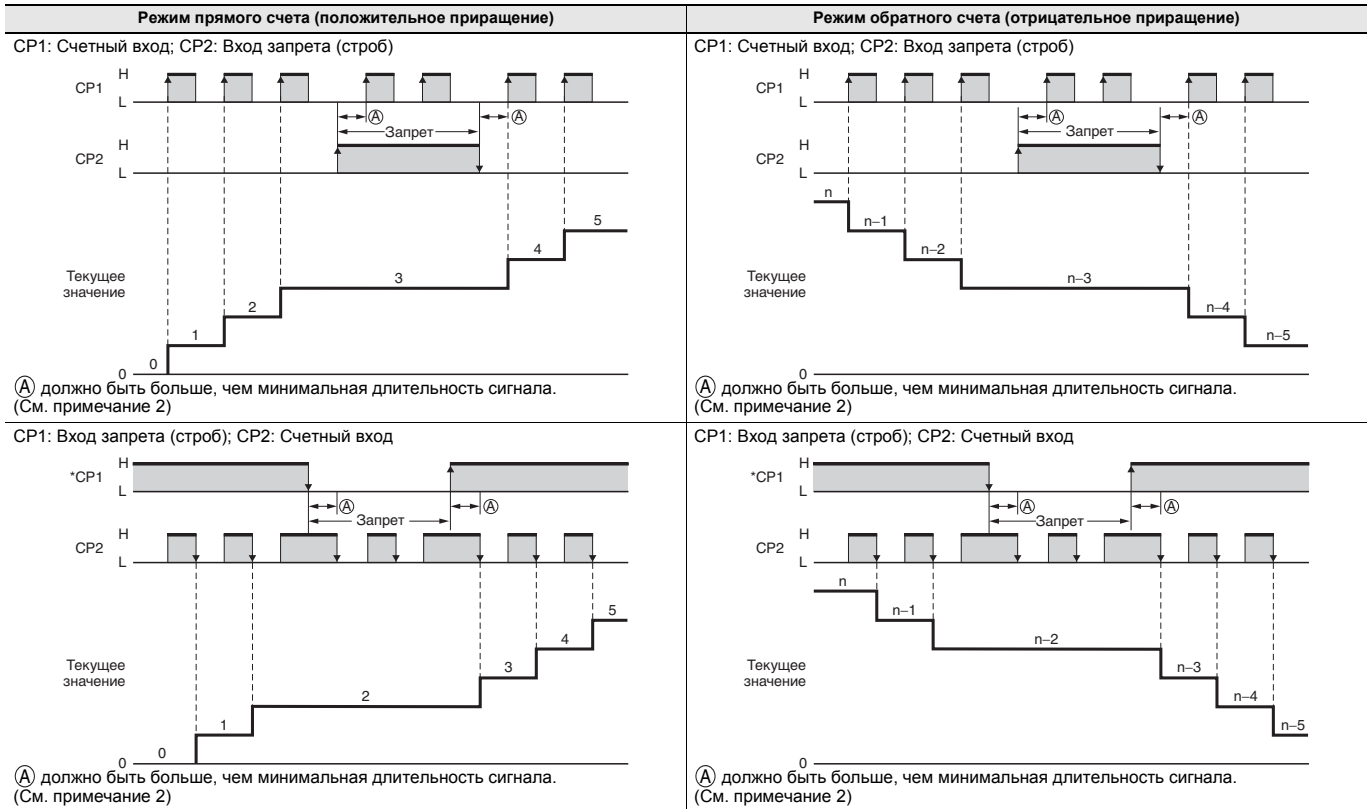 Режим прямого счета (положительное приращение)
Режим обратного счета (отрицательное приращение)
CP1: Счетный вход; CP2: Вход запрета (строб)
H
CP1
L
A
A
Запрет
H
CP2
L
5
4
Текущее
значение
3
2
1
0
0
A должно быть больше, чем минимальная длительность сигнала.
(См. примечание 2)
CP1: Счетный вход; CP2: Вход запрета (строб)
H
CP1
L
A
A
Запрет
H
CP2
L
n
n–1
n–2
Текущее
значение
n–3
n–4
n–5
0
A должно быть больше, чем минимальная длительность сигнала.
(См. примечание 2)
CP1: Вход запрета (строб); CP2: Счетный вход
H
*CP1
L
A
A
Запрет
H
CP2
L
5
4
Текущее
значение
3
2
1
0
0
A должно быть больше, чем минимальная длительность сигнала.
(См. примечание 2)
CP1: Вход запрета (строб); CP2: Счетный вход
H
*CP1
L
A
A
Запрет
H
CP2
L
n
n–1
n–2
Текущее
значение
n–3
n–4
n–5
0
A должно быть больше, чем минимальная длительность сигнала.
(См. примечание 2)